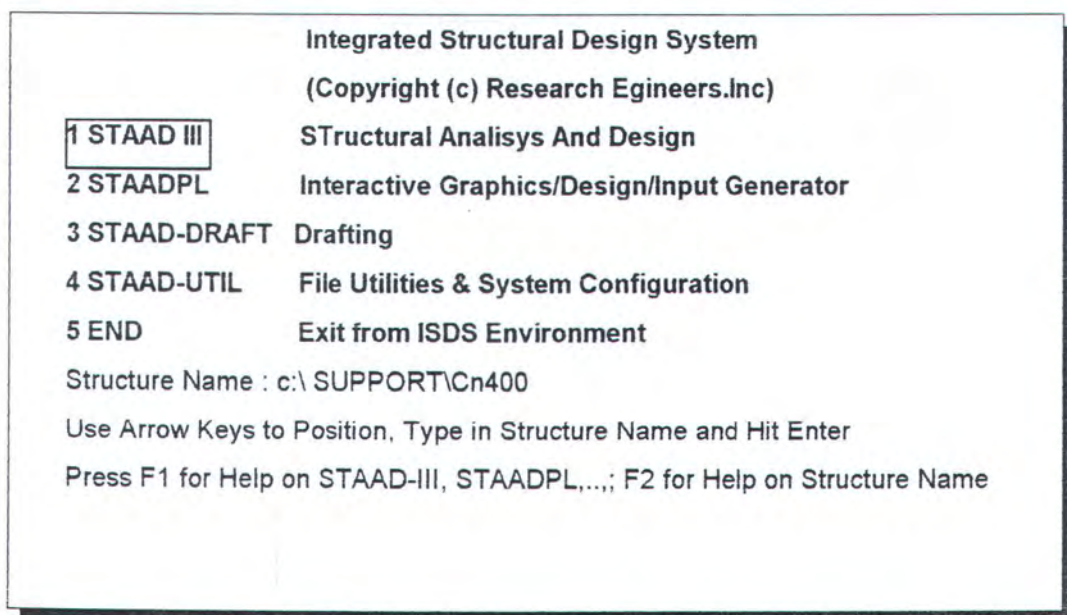 Integrated Structural Design System
(Copyright (c) Research Egineers.Inc)
1 STAAD III STructural Analisys And Design
2 STAADPL Interactive Graphics/Design/Input Generator
3 STAAD-DRAFT Drafting
4 STAAD-UTIL File Utilities & System Configuration
5 END Exit from ISDS Environment
Structure Name : c:\ SUPPORT\Cn400
Use Arrow Keys to Position, Type in Structure Name and Hit Enter
Press F1 for Help on STAAD-III, STAADPL,..,; F2 for Help on Structure Name